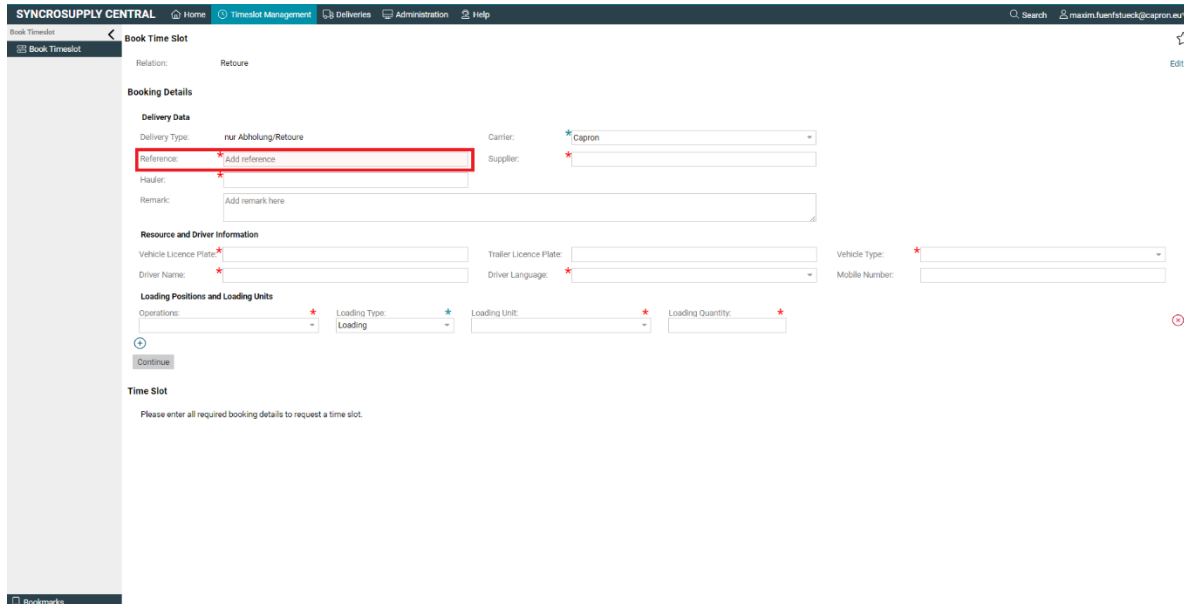 SYNCROSUPPLY CENTRAL Home Timeslot Management Deliveries Administration Help Search maxim.fuenfstueck@capron.eu
Book Timeslot
Book Timeslot
Book Time Slot
Relation: Retoure Edit
Booking Details
Delivery Data
Delivery Type: nur Abholung/Retoure Carrier: * Capron
Reference: * Add reference Supplier: *
Hauler: *
Remark: Add remark here
Resource and Driver Information
Vehicle Licence Plate: * Trailer Licence Plate: Vehicle Type: *
Driver Name: * Driver Language: * Mobile Number:
Loading Positions and Loading Units
Operations: * Loading Type: * Loading Unit: * Loading Quantity: *
Loading
Continue
Time Slot
Please enter all required booking details to request a time slot.
Bookmarks